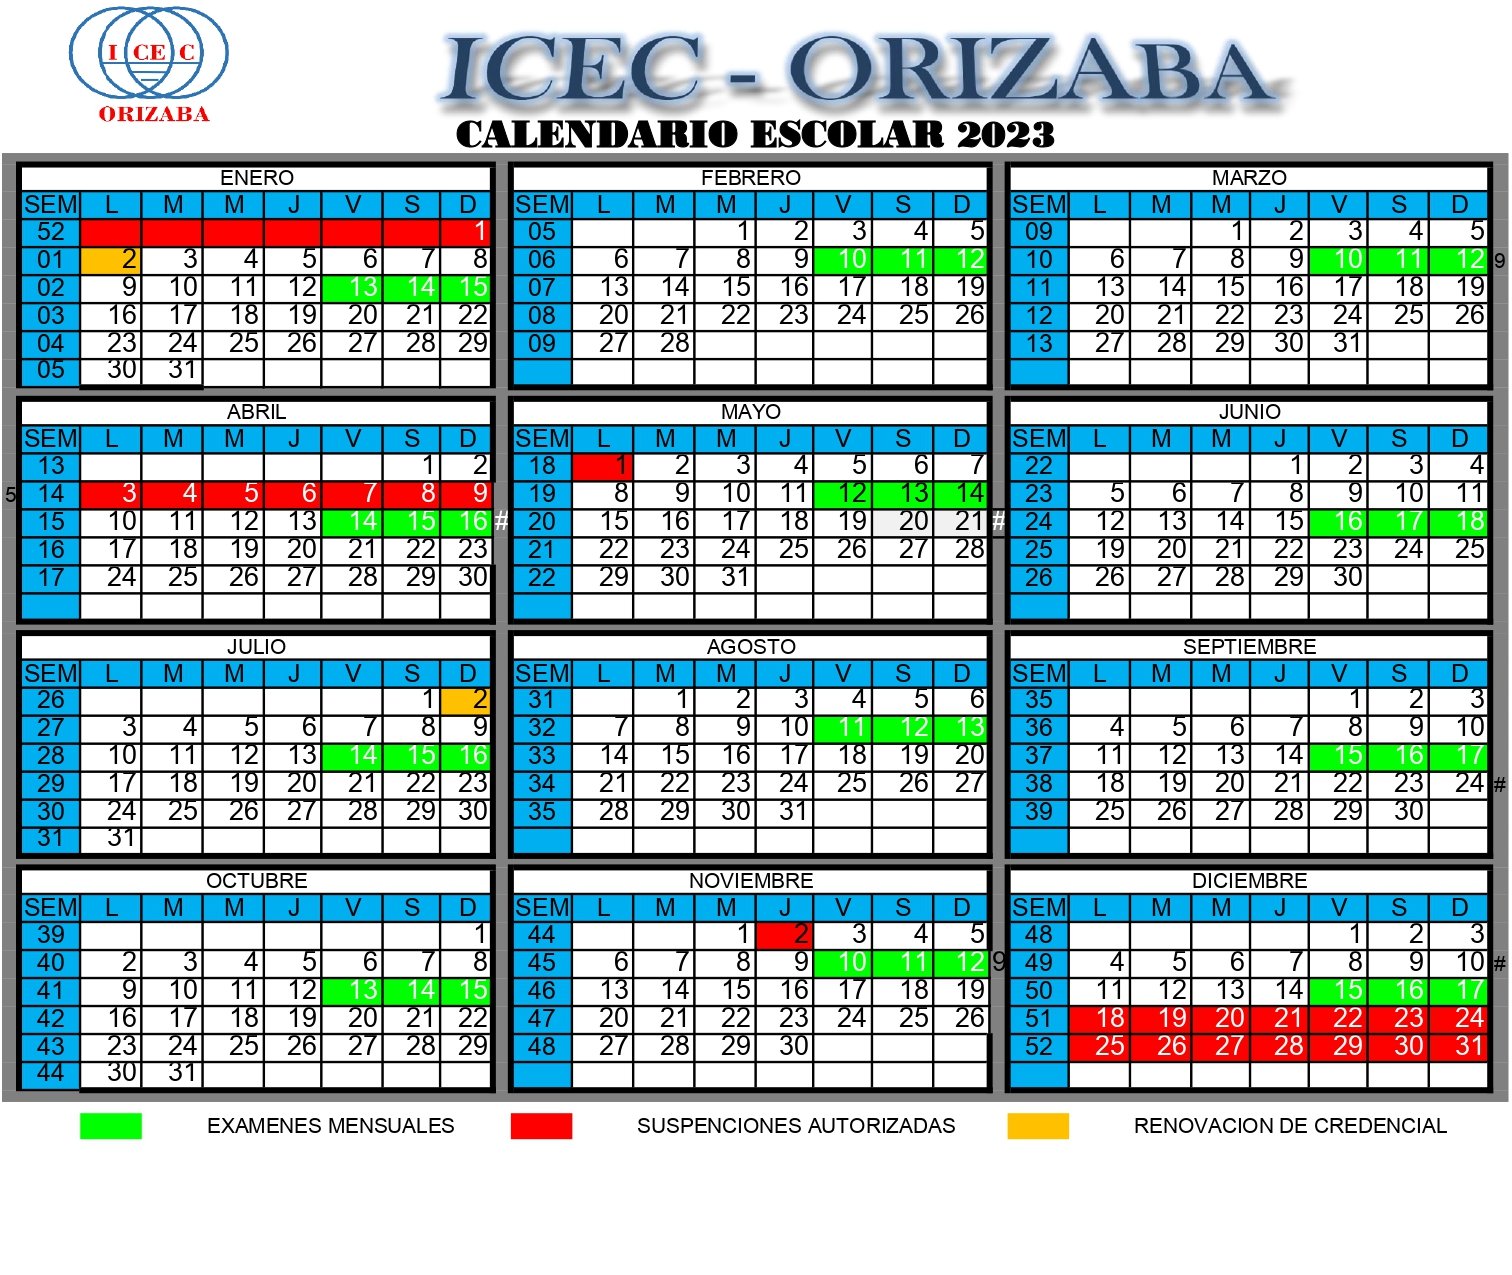 I CE C
ORIZABA
ICEC - ORIZABA
CALENDARIO ESCOLAR 2023
ENERO FEBRERO MARZO
SEM L M M J V S D SEM L M M J V S D SEM L M M J V S D
52 1 05 1 2 3 4 5 09 1 2 3 4 5
01 2 3 4 5 6 7 8 06 6 7 8 9 10 11 12 10 6 7 8 9 10 11 12 9
02 9 10 11 12 13 14 15 07 13 14 15 16 17 18 19 11 13 14 15 16 17 18 19
03 16 17 18 19 20 21 22 08 20 21 22 23 24 25 26 12 20 21 22 23 24 25 26
04 23 24 25 26 27 28 29 09 27 28 13 27 28 29 30 31
05 30 31
ABRIL MAYO JUNIO
SEM L M M J V S D SEM L M M J V S D SEM L M M J V S D
13 1 2 18 1 2 3 4 5 6 7 22 1 2 3 4
5 14 3 4 5 6 7 8 9 19 8 9 10 11 12 13 14 23 5 6 7 8 9 10 11
15 10 11 12 13 14 15 16 # 20 15 16 17 18 19 20 21 # 24 12 13 14 15 16 17 18
16 17 18 19 20 21 22 23 21 22 23 24 25 26 27 28 25 19 20 21 22 23 24 25
17 24 25 26 27 28 29 30 22 29 30 31 26 26 27 28 29 30
JULIO AGOSTO SEPTIEMBRE
SEM L M M J V S D SEM L M M J V S D SEM L M M J V S D
26 1 2 31 1 2 3 4 5 6 35 1 2 3
27 3 4 5 6 7 8 9 32 7 8 9 10 11 12 13 36 4 5 6 7 8 9 10
28 10 11 12 13 14 15 16 33 14 15 16 17 18 19 20 37 11 12 13 14 15 16 17
29 17 18 19 20 21 22 23 34 21 22 23 24 25 26 27 38 18 19 20 21 22 23 24 #
30 24 25 26 27 28 29 30 35 28 29 30 31 39 25 26 27 28 29 30
31 31
OCTUBRE NOVIEMBRE DICIEMBRE
SEM L M M J V S D SEM L M M J V S D SEM L M M J V S D
39 1 44 1 2 3 4 5 48 1 2 3
40 2 3 4 5 6 7 8 45 6 7 8 9 10 11 12 9 49 4 5 6 7 8 9 10 #
41 9 10 11 12 13 14 15 46 13 14 15 16 17 18 19 50 11 12 13 14 15 16 17
42 16 17 18 19 20 21 22 47 20 21 22 23 24 25 26 51 18 19 20 21 22 23 24
43 23 24 25 26 27 28 29 48 27 28 29 30 52 25 26 27 28 29 30 31
44 30 31
EXAMENES MENSUALES SUSPENCIONES AUTORIZADAS RENOVACION DE CREDENCIAL